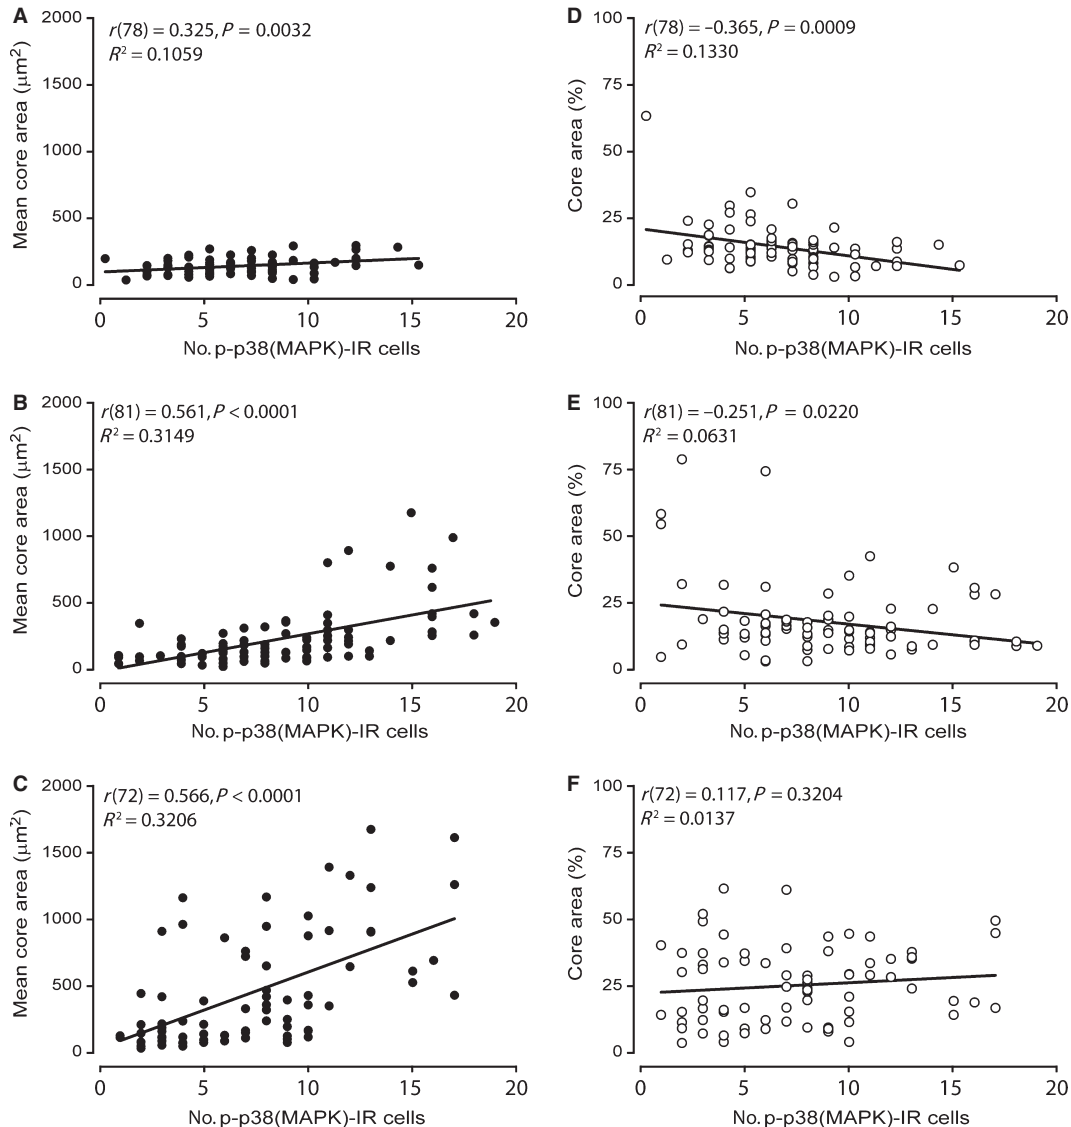 A
r(78) = 0.325, P = 0.0032
R² = 0.1059
Mean core area (μm²)
2000
1500
1000
500
0
0 5 10 15 20
No. p-p38(MAPK)-IR cells
D
r(78) = –0.365, P = 0.0009
R² = 0.1330
Core area (%)
100
75
50
25
0
0 5 10 15 20
No. p-p38(MAPK)-IR cells
B
r(81) = 0.561, P < 0.0001
R² = 0.3149
Mean core area (μm²)
2000
1500
1000
500
0
0 5 10 15 20
No. p-p38(MAPK)-IR cells
E
r(81) = –0.251, P = 0.0220
R² = 0.0631
Core area (%)
100
75
50
25
0
0 5 10 15 20
No. p-p38(MAPK)-IR cells
C
r(72) = 0.566, P < 0.0001
R² = 0.3206
Mean core area (μm²)
2000
1500
1000
500
0
0 5 10 15 20
No. p-p38(MAPK)-IR cells
F
r(72) = 0.117, P = 0.3204
R² = 0.0137
Core area (%)
100
75
50
25
0
0 5 10 15 20
No. p-p38(MAPK)-IR cells